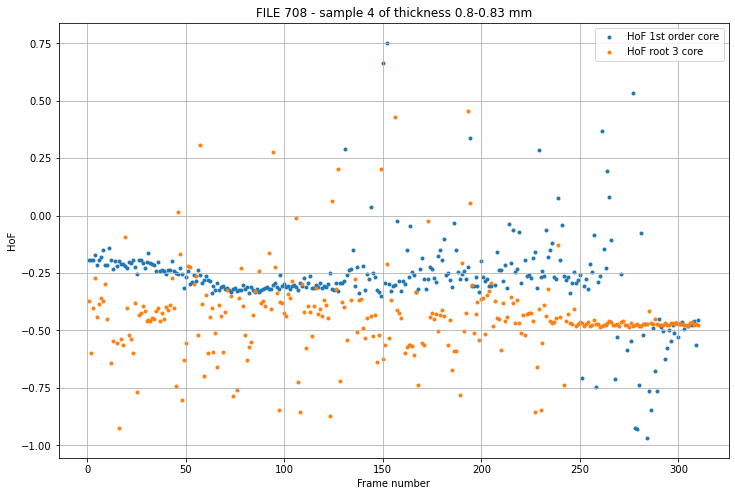 FILE 708 - sample 4 of thickness 0.8-0.83 mm
HoF 1st order core
HoF root 3 core
0.75
0.50
0.25
0.00
−0.25
−0.50
−0.75
−1.00
HoF
0 50 100 150 200 250 300
Frame number